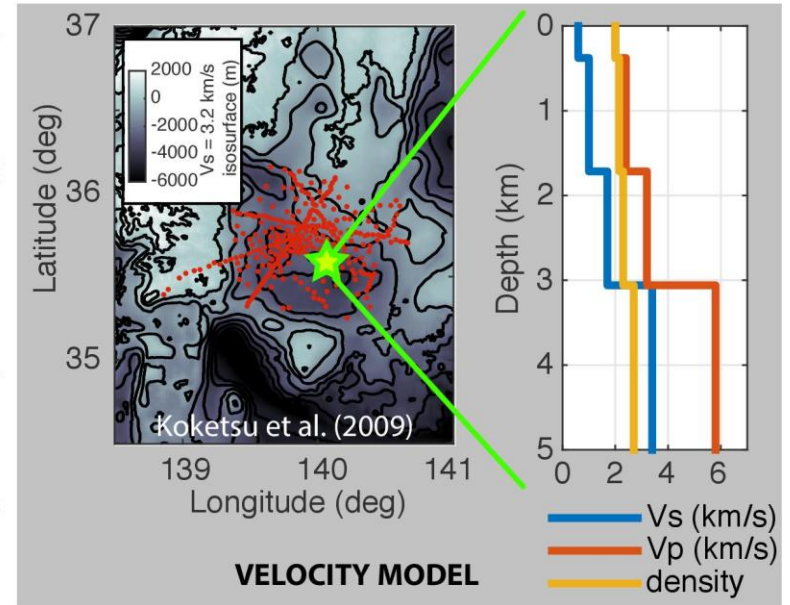 37
36
35
Latitude (deg)
2000
0
-2000
-4000
-6000
Vs = 3.2 km/s
isosurface (m)
Koketsu et al. (2009)
139
140
141
Longitude (deg)
VELOCITY MODEL
0
1
2
3
4
5
Depth (km)
0
2
4
6
Vs (km/s)
Vp (km/s)
density